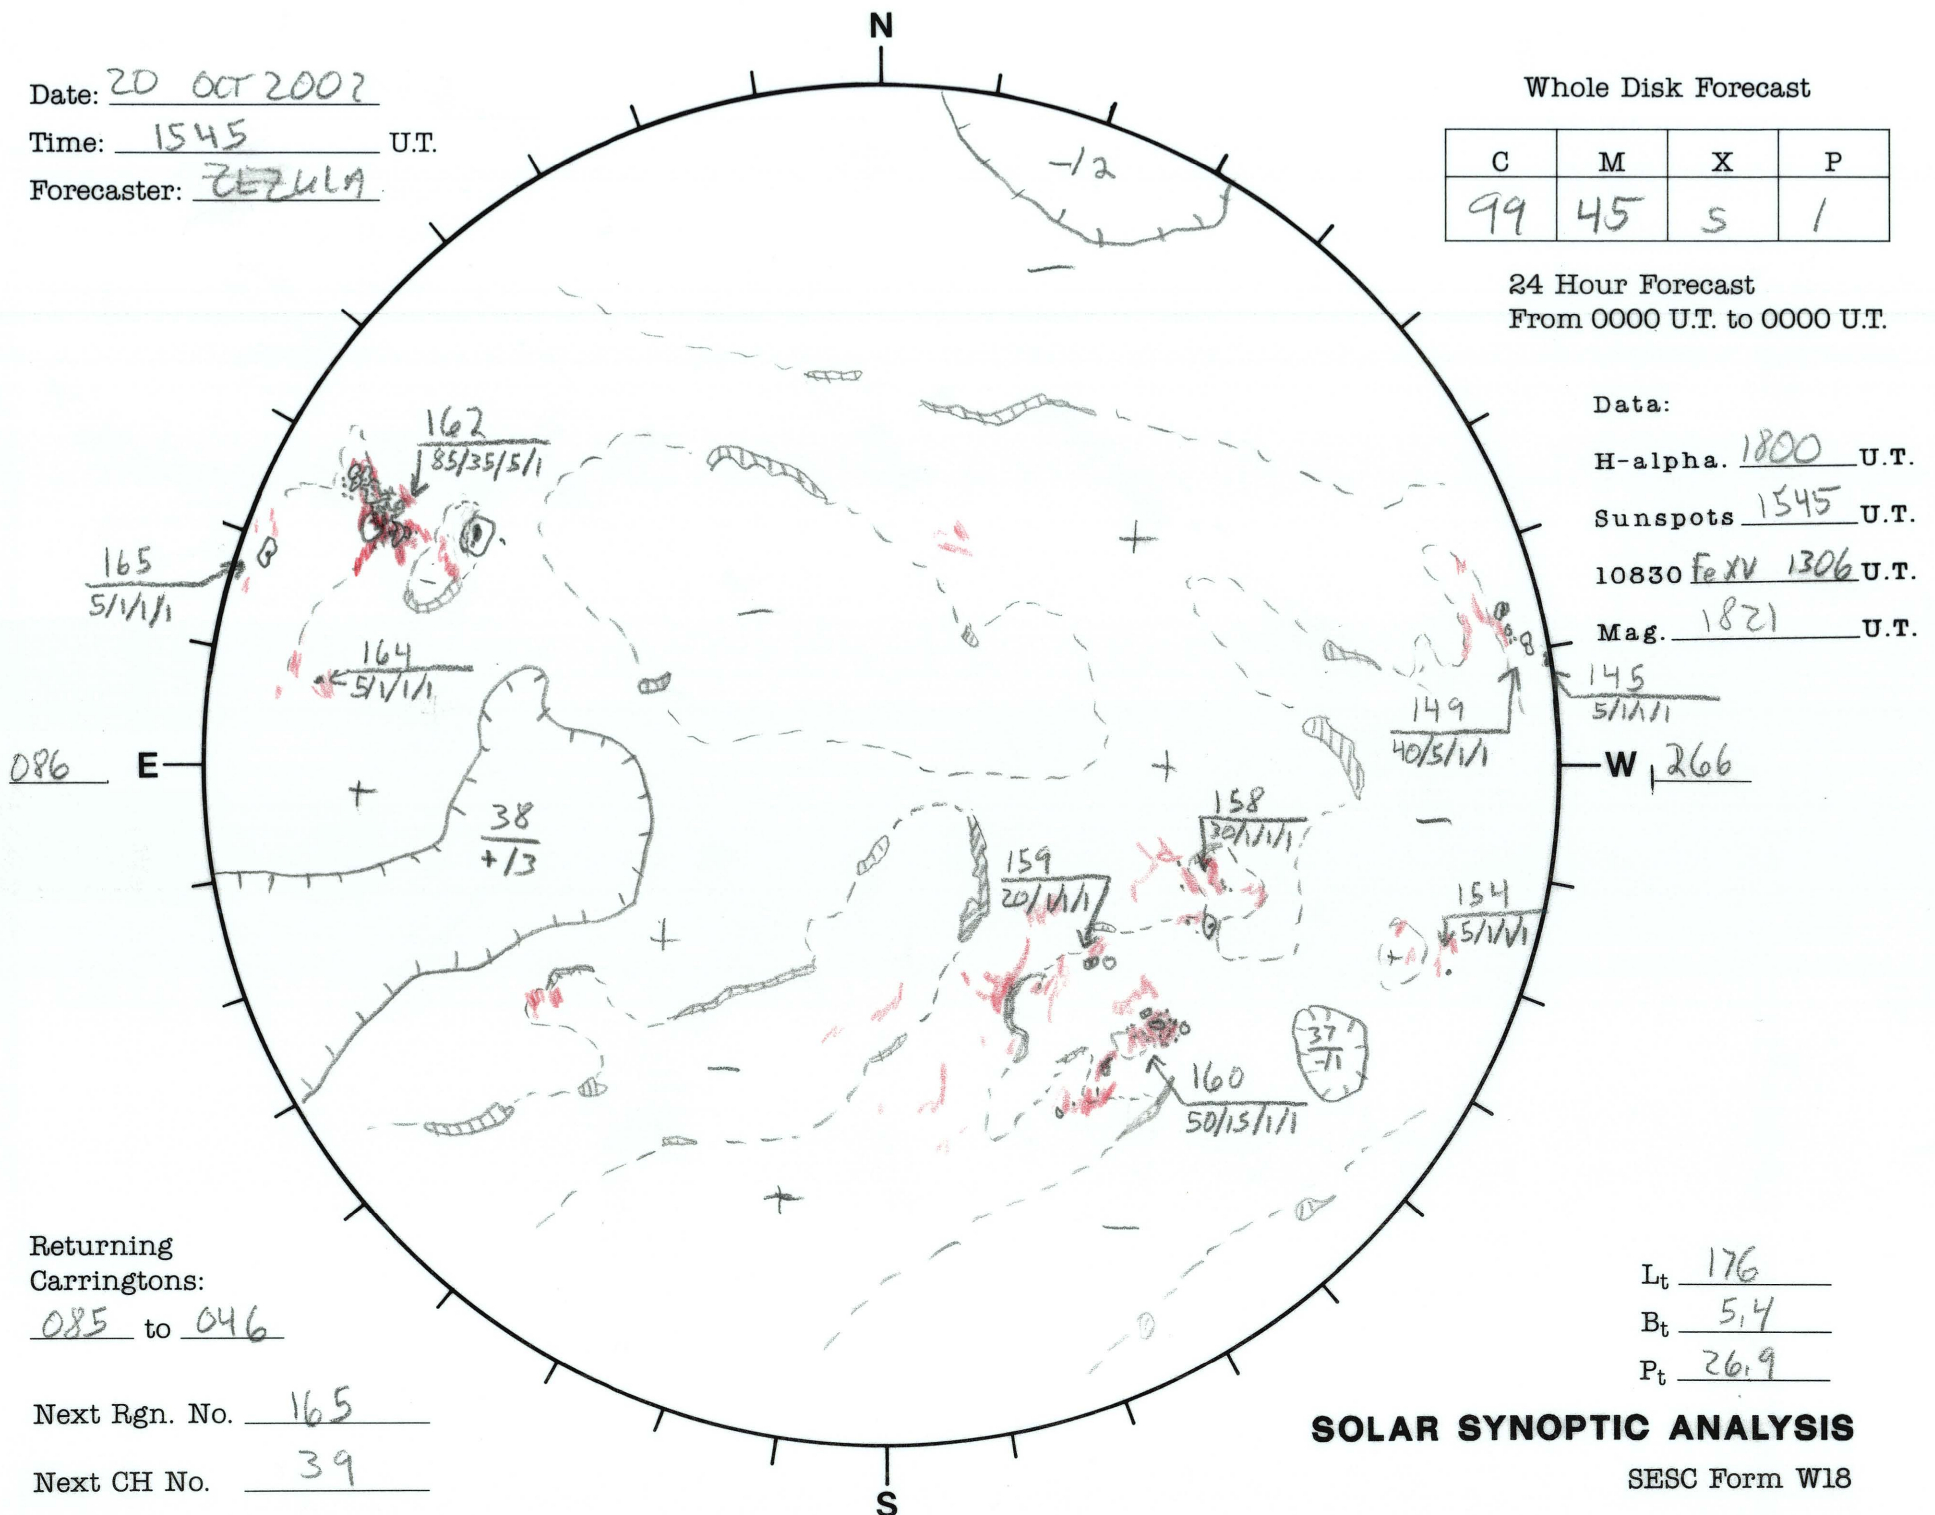 N
Date: 20 OCT 2002
Time: 1545 U.T.
Forecaster: ZEZULA
Whole Disk Forecast
C M X P
99 45 5 1
24 Hour Forecast
From 0000 U.T. to 0000 U.T.
Data:
H-alpha. 1800 U.T.
Sunspots 1545 U.T.
10830 Fe XV 1306 U.T.
Mag. 1821 U.T.
-/2
162
85/35/5/1
165
5/1/1/1
164
5/1/1/1
145
5/1/1/1
149
40/5/1/1
086 E
W 266
38
+/3
158
30/1/1/1
159
20/1/1/1
154
5/1/1/1
37
-/1
160
50/15/1/1
Returning
Carringtons:
085 to 046
Next Rgn. No. 165
Next CH No. 39
Lt 176
Bt 5.4
Pt 26.9
SOLAR SYNOPTIC ANALYSIS
SESC Form W18
S